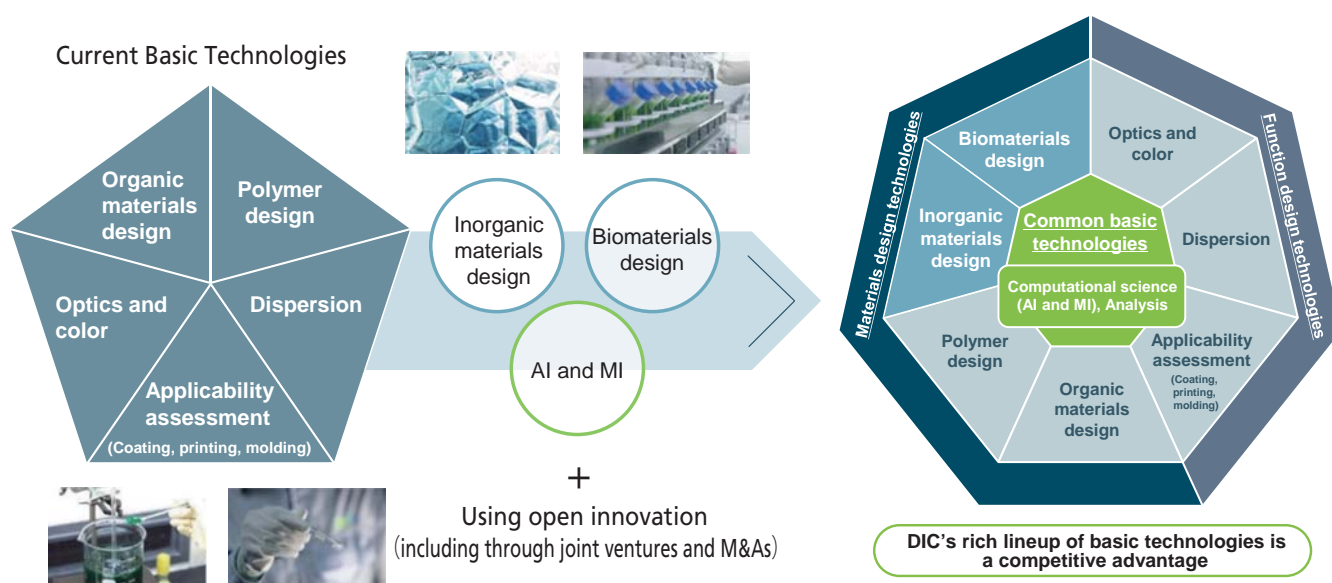 Current Basic Technologies
Organic
materials
design
Polymer
design
Optics and
color
Dispersion
Applicability
assessment
(Coating, printing, molding)
Inorganic
materials
design
Biomaterials
design
AI and MI
+
Using open innovation
(including through joint ventures and M&As)
Materials design technologies
Function design technologies
Biomaterials
design
Optics and
color
Inorganic
materials
design
Common basic
technologies
Dispersion
Computational science
(AI and MI), Analysis
Polymer
design
Applicability
assessment
(Coating,
printing,
molding)
Organic
materials
design
DIC's rich lineup of basic technologies is
a competitive advantage